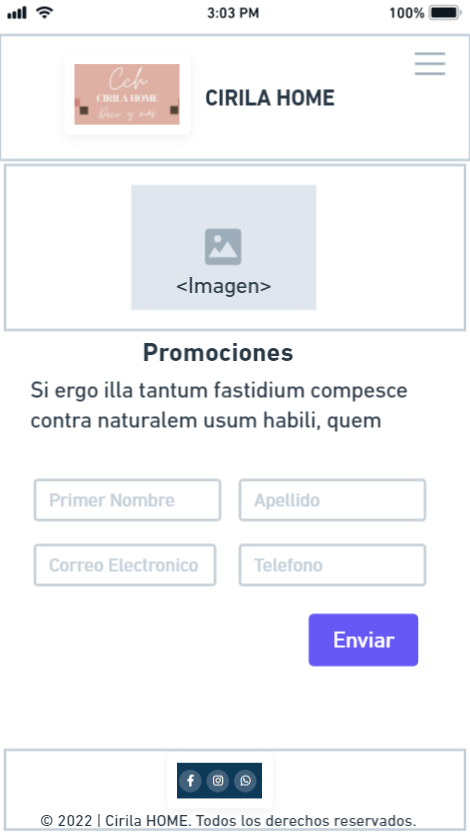 3:03 PM
100%
Cch
CIRILA HOME
Deco y más
CIRILA HOME
<Imagen>
Promociones
Si ergo illa tantum fastidium compesce
contra naturalem usum habili, quem
Primer Nombre
Apellido
Correo Electronico
Telefono
Enviar
© 2022 | Cirila HOME. Todos los derechos reservados.